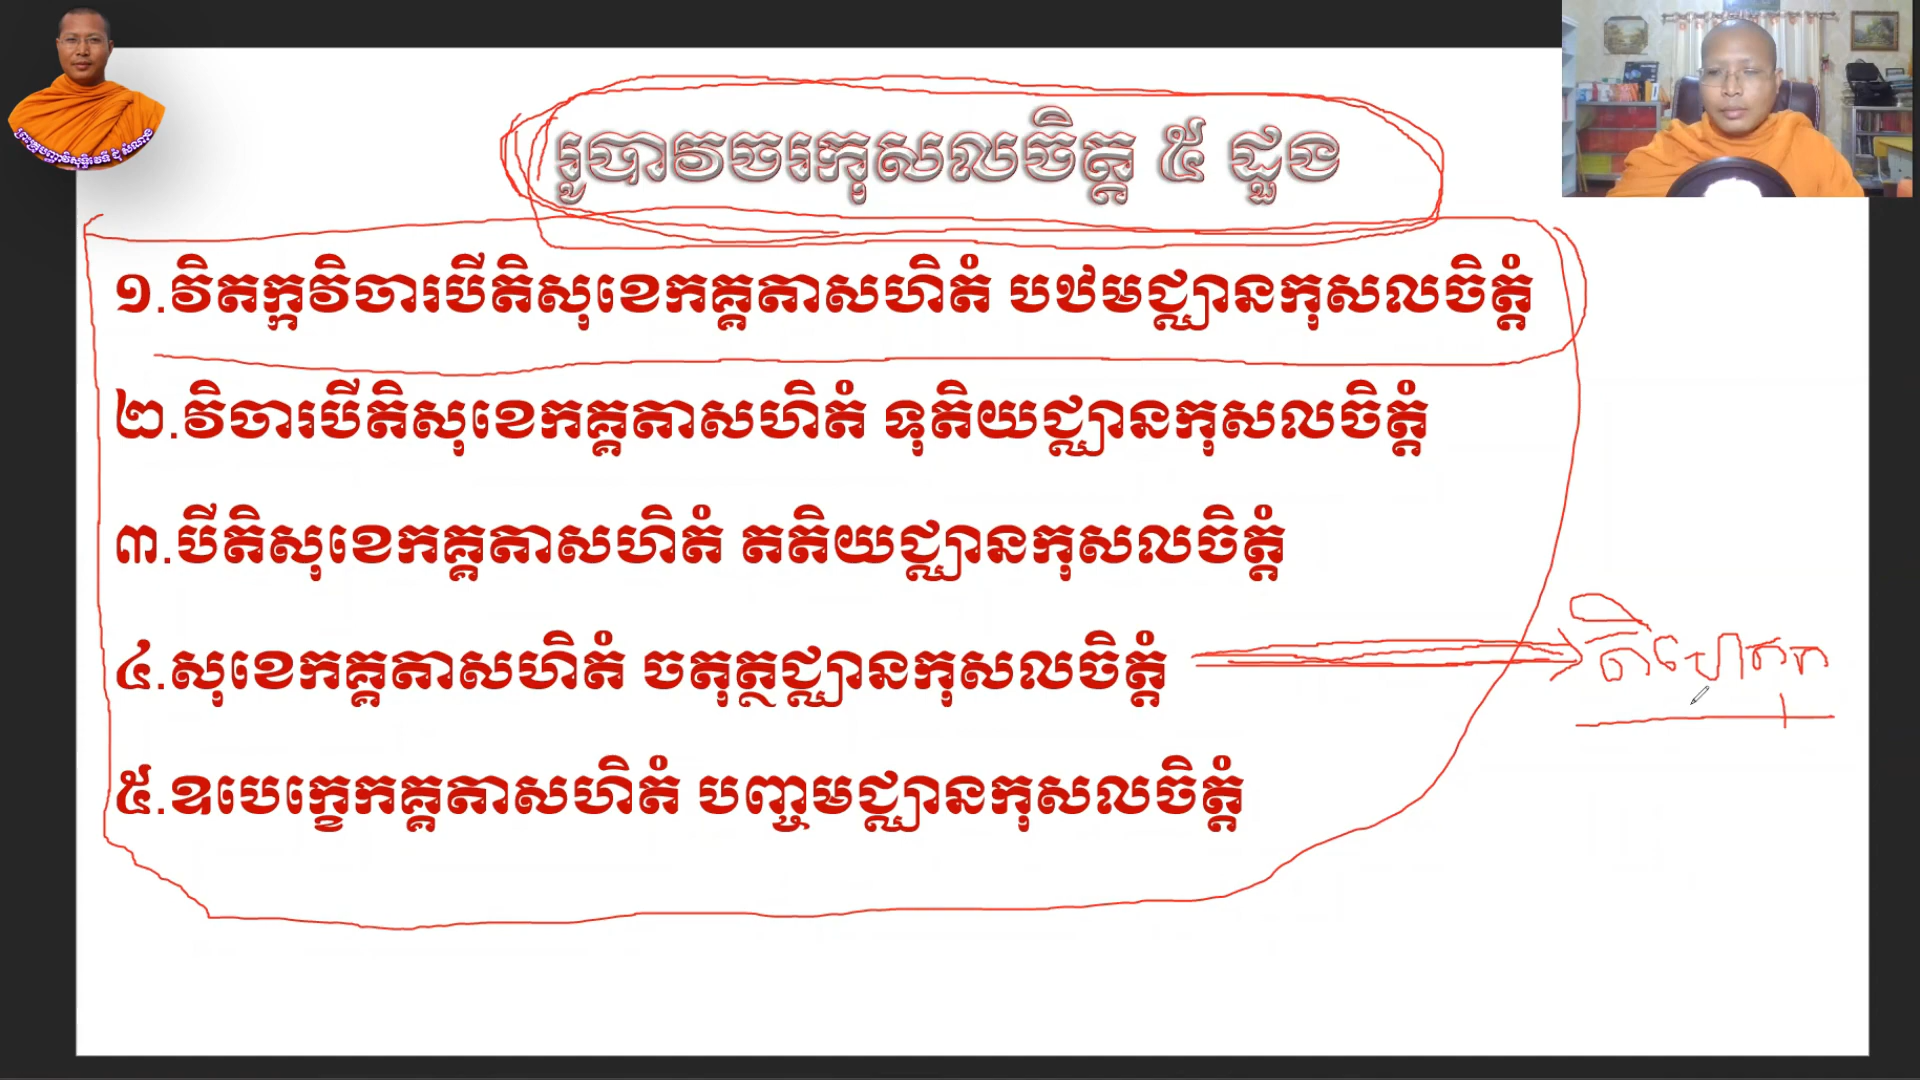 រូបាវចរកុសលចិត្ត ៥ ដួង
១.វិតក្កវិចារបីតិសុខេកគ្គតាសហិតំ បឋមជ្ឈានកុសលចិត្តំ
២.វិចារបីតិសុខេកគ្គតាសហិតំ ទុតិយជ្ឈានកុសលចិត្តំ
៣.បីតិសុខេកគ្គតាសហិតំ តតិយជ្ឈានកុសលចិត្តំ
៤.សុខេកគ្គតាសហិតំ ចតុត្ថជ្ឈានកុសលចិត្តំ
តិហេតុក
៥.ឧបេក្ខេកគ្គតាសហិតំ បញ្ចមជ្ឈានកុសលចិត្តំ